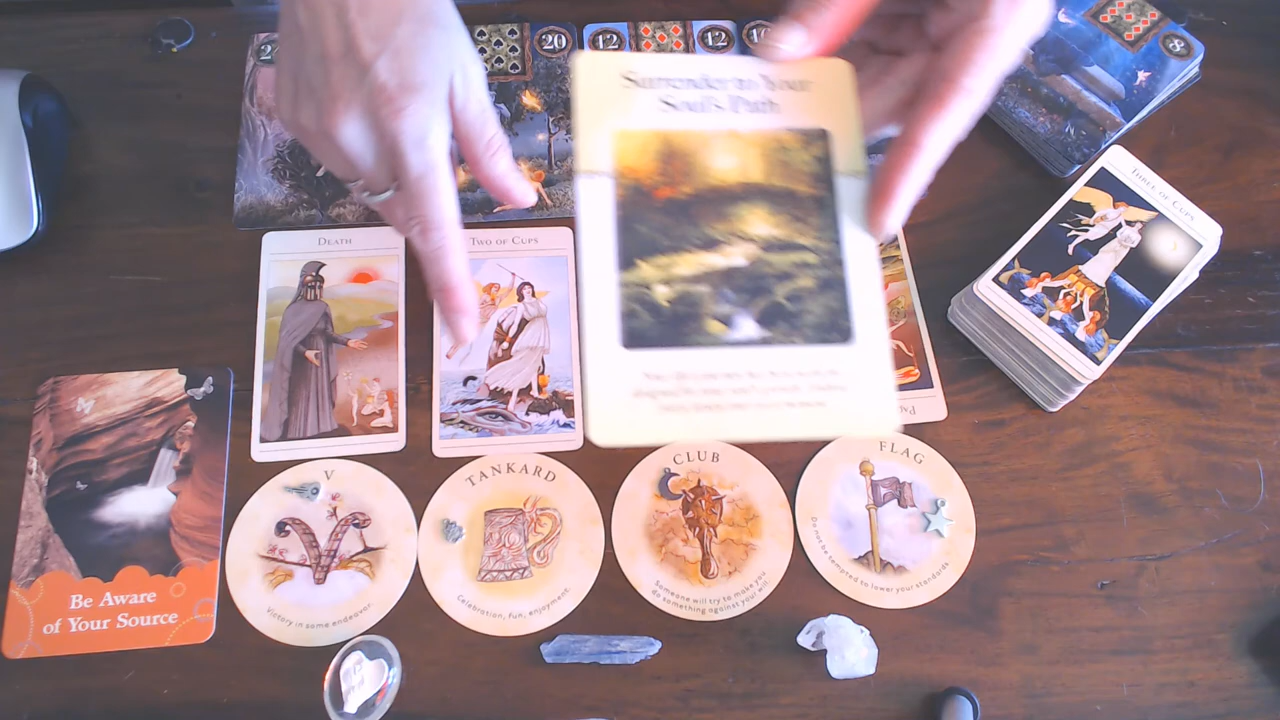 20
12
12
10
8
Surrender to Your
Soul's Path
DEATH
TWO OF CUPS
THREE OF CUPS
Be Aware
of Your Source
V
Victory in some endeavor.
TANKARD
Celebration, fun, enjoyment.
CLUB
Someone will try to make you
do something against your will.
FLAG
Do not be tempted to lower your standards.